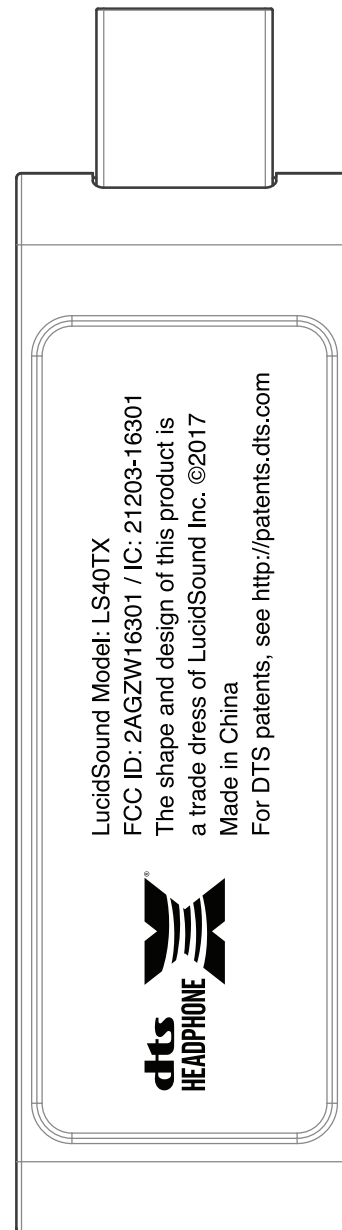 LucidSound Model: LS40TX
FCC ID: 2AGZW16301 / IC: 21203-16301
The shape and design of this product is
a trade dress of LucidSound Inc. ©2017
Made in China
For DTS patents, see http://patents.dts.com
dts X®
HEADPHONE